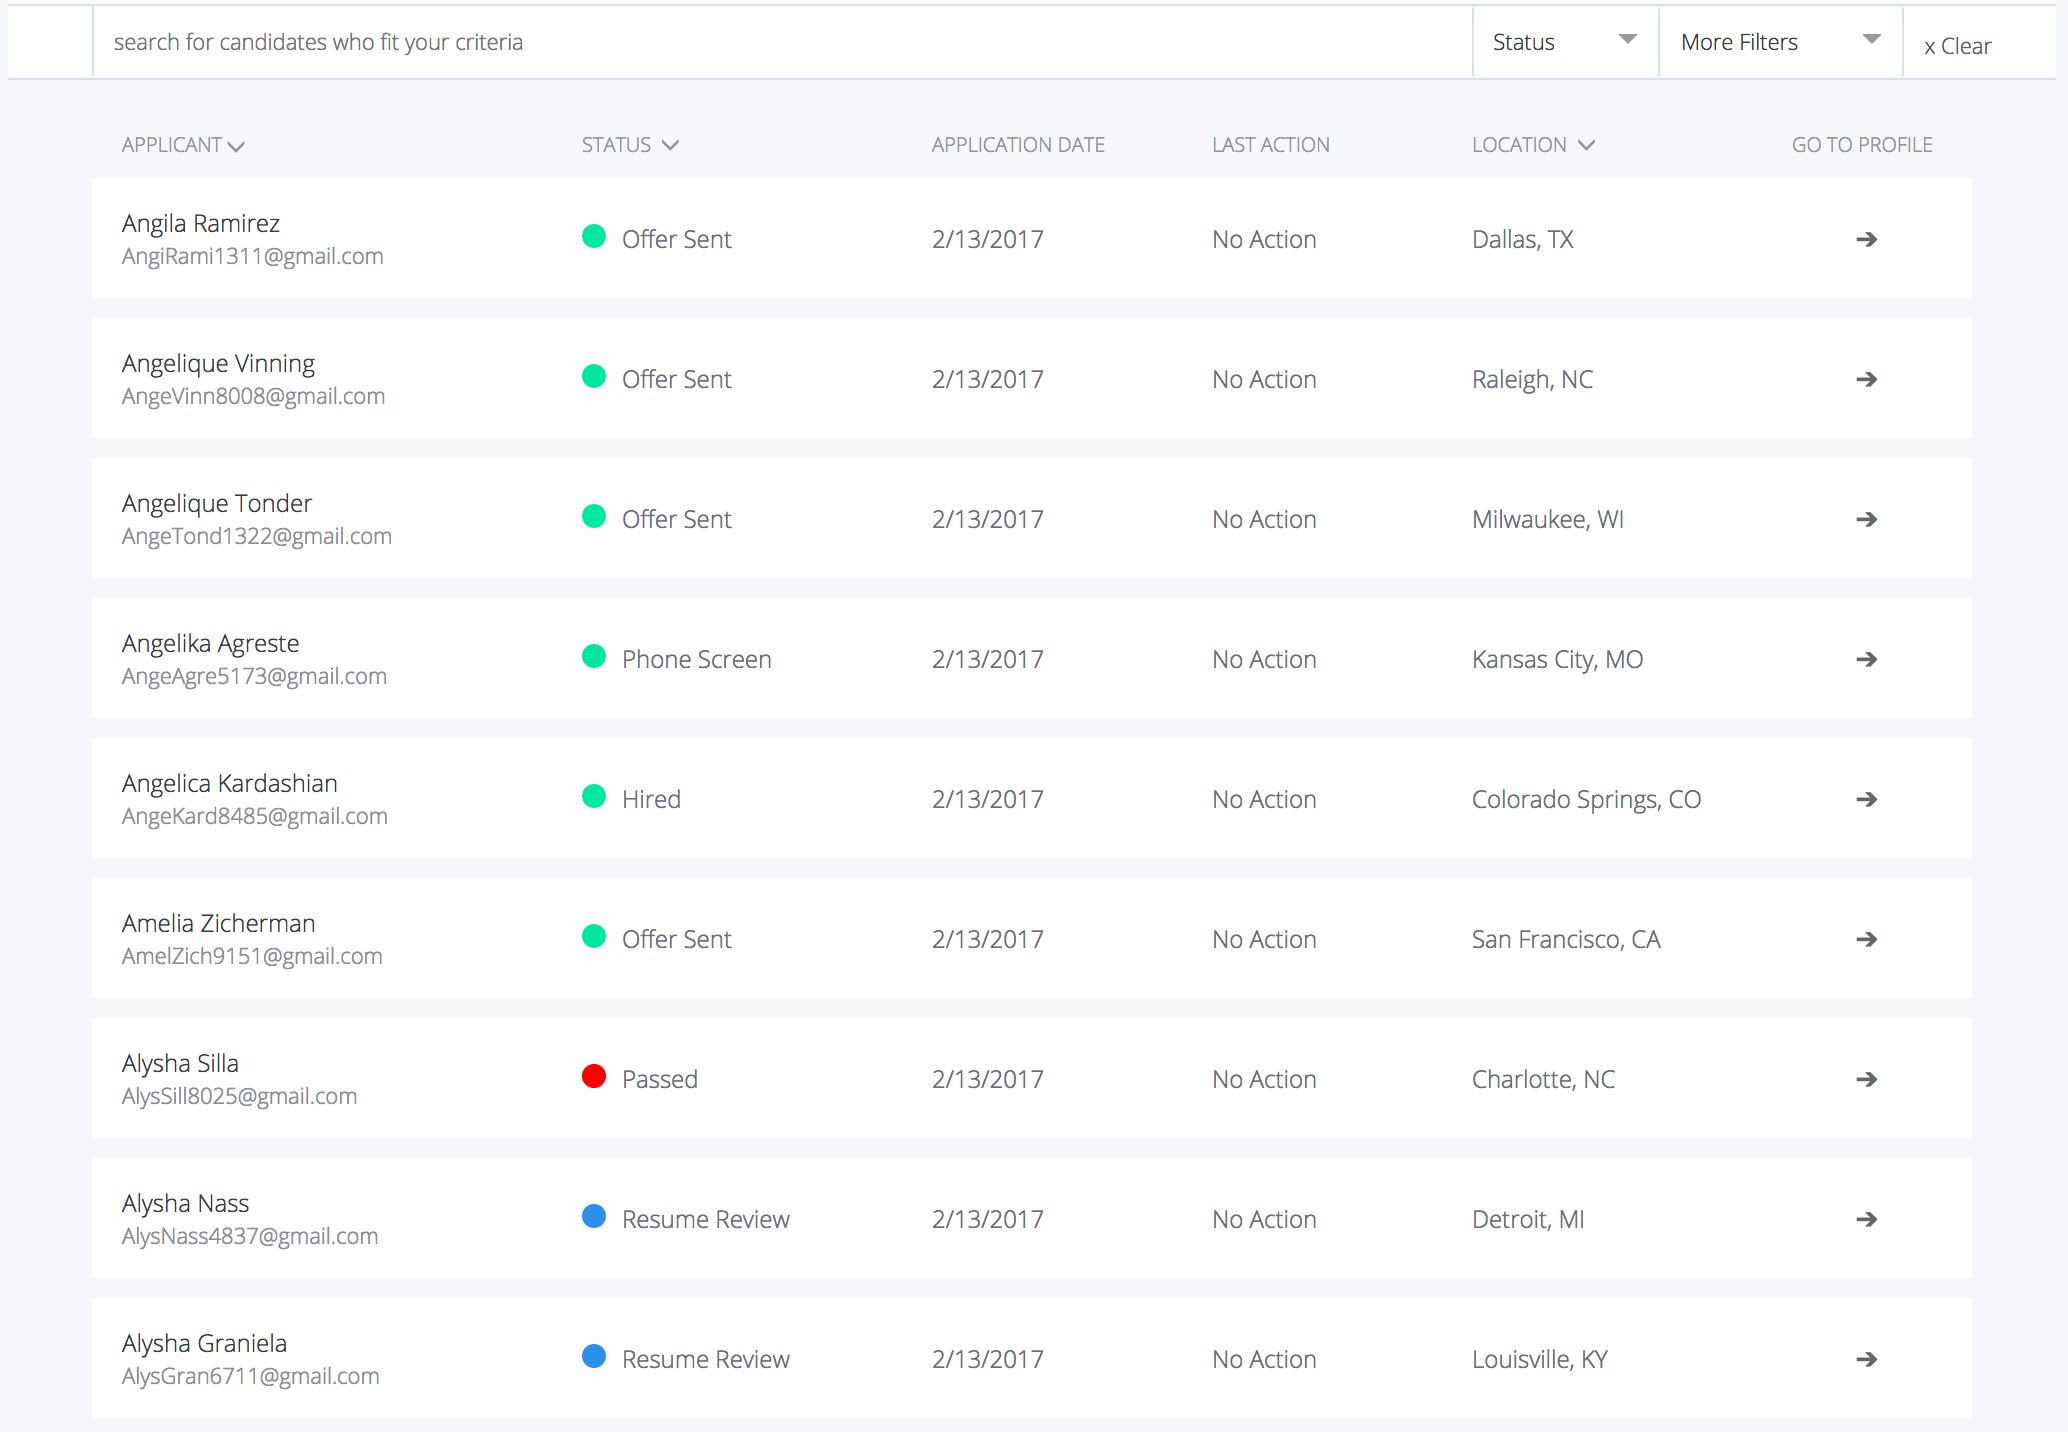 search for candidates who fit your criteria Status More Filters x Clear
APPLICANT STATUS APPLICATION DATE LAST ACTION LOCATION GO TO PROFILE
Angila Ramirez
AngiRami1311@gmail.com
Offer Sent 2/13/2017 No Action Dallas, TX
Angelique Vinning
AngeVinn8008@gmail.com
Offer Sent 2/13/2017 No Action Raleigh, NC
Angelique Tonder
AngeTond1322@gmail.com
Offer Sent 2/13/2017 No Action Milwaukee, WI
Angelika Agreste
AngeAgre5173@gmail.com
Phone Screen 2/13/2017 No Action Kansas City, MO
Angelica Kardashian
AngeKard8485@gmail.com
Hired 2/13/2017 No Action Colorado Springs, CO
Amelia Zicherman
AmelZich9151@gmail.com
Offer Sent 2/13/2017 No Action San Francisco, CA
Alysha Silla
AlysSill8025@gmail.com
Passed 2/13/2017 No Action Charlotte, NC
Alysha Nass
AlysNass4837@gmail.com
Resume Review 2/13/2017 No Action Detroit, MI
Alysha Graniela
AlysGran6711@gmail.com
Resume Review 2/13/2017 No Action Louisville, KY